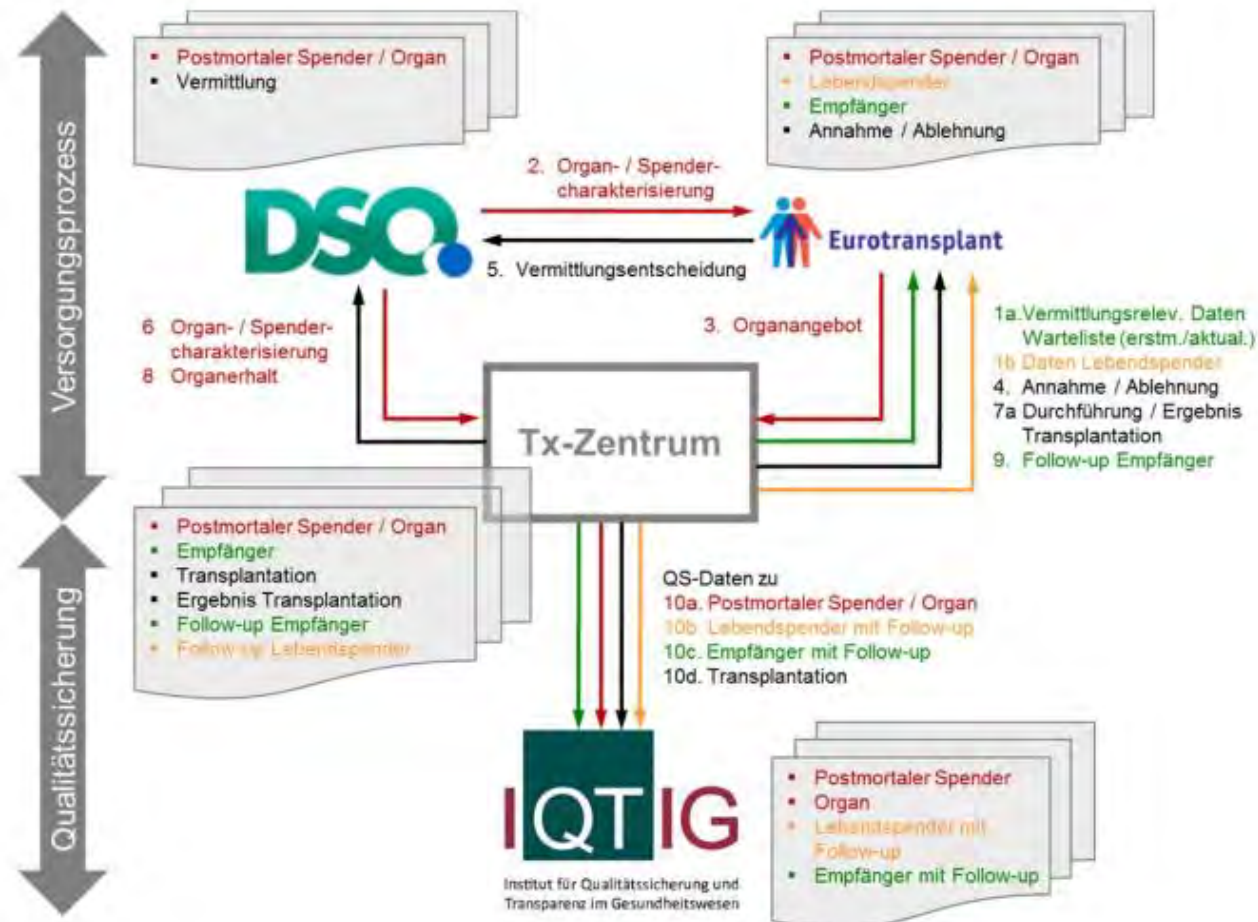 Versorgungsprozess
Qualitätssicherung
▪ Postmortaler Spender / Organ
▪ Vermittlung
▪ Postmortaler Spender / Organ
▪ Lebendspender
▪ Empfänger
▪ Annahme / Ablehnung
2. Organ- / Spender-
charakterisierung
DSO
Eurotransplant
5. Vermittlungsentscheidung
6 Organ- / Spender-
charakterisierung
8 Organerhalt
3. Organangebot
1a. Vermittlungsrelev. Daten
Warteliste (erstm./aktual.)
1b Daten Lebendspender
4. Annahme / Ablehnung
7a Durchführung / Ergebnis
Transplantation
9. Follow-up Empfänger
Tx-Zentrum
▪ Postmortaler Spender / Organ
▪ Empfänger
▪ Transplantation
▪ Ergebnis Transplantation
▪ Follow-up Empfänger
▪ Follow-up Lebendspender
QS-Daten zu
10a. Postmortaler Spender / Organ
10b. Lebendspender mit Follow-up
10c. Empfänger mit Follow-up
10d. Transplantation
IQTIG
Institut für Qualitätssicherung und
Transparenz im Gesundheitswesen
▪ Postmortaler Spender
▪ Organ
▪ Lebendspender mit
Follow-up
▪ Empfänger mit Follow-up